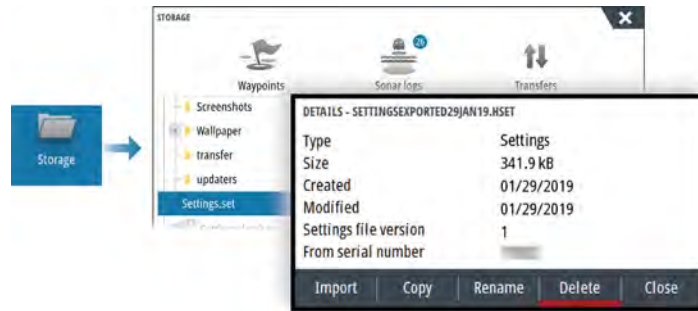 STORAGE
26
Waypoints
Sonar logs
Transfers
Storage
Screenshots
Wallpaper
transfer
updaters
Settings.set
DETAILS - SETTINGSEXPORTED29JAN19.HSET
Type Settings
Size 341.9 kB
Created 01/29/2019
Modified 01/29/2019
Settings file version 1
From serial number
Import Copy Rename Delete Close